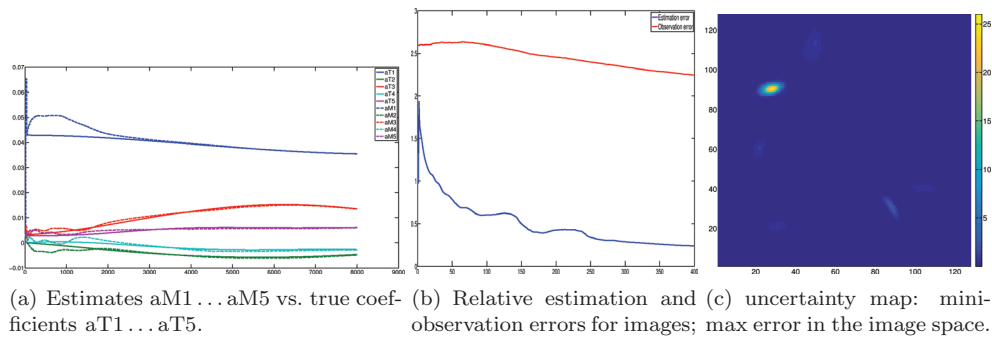 0.07
0.06
0.05
0.04
0.03
0.02
0.01
0
−0.01
0
1000
2000
3000
4000
5000
6000
7000
8000
9000
aT1
aT2
aT3
aT4
aT5
aM1
aM2
aM3
aM4
aM5
3
2.5
2
1.5
1
0.5
0
0
50
100
150
200
250
300
350
400
Estimation error
Observation error
120
100
80
60
40
20
20
40
60
80
100
120
25
20
15
10
5
(a) Estimates aM1...aM5 vs. true coef-
ficients aT1...aT5.
(b) Relative estimation and
observation errors for images;
(c) uncertainty map: mini-
max error in the image space.